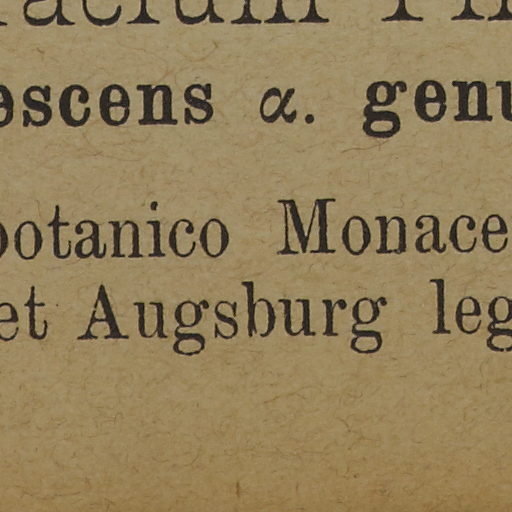 escens α. genu
botanico Monace
et Augsburg leg